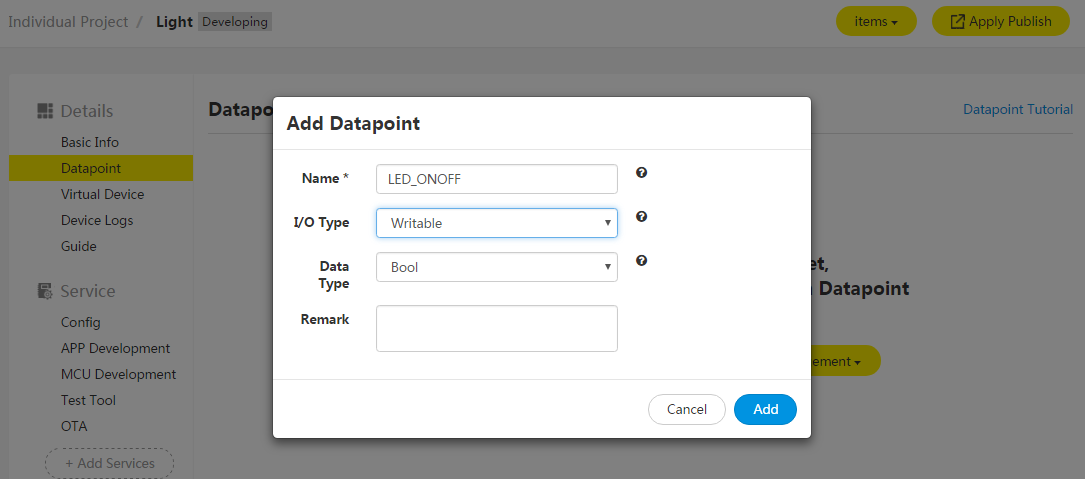 Individual Project / Light Developing
items
Apply Publish
Details
Basic Info
Datapoint
Virtual Device
Device Logs
Guide
Service
Config
APP Development
MCU Development
Test Tool
OTA
+ Add Services
Datapo
Datapoint Tutorial
Add Datapoint
Name * LED_ONOFF
I/O Type Writable
Data
Type
Bool
Remark
Cancel Add
et,
Datapoint
ement